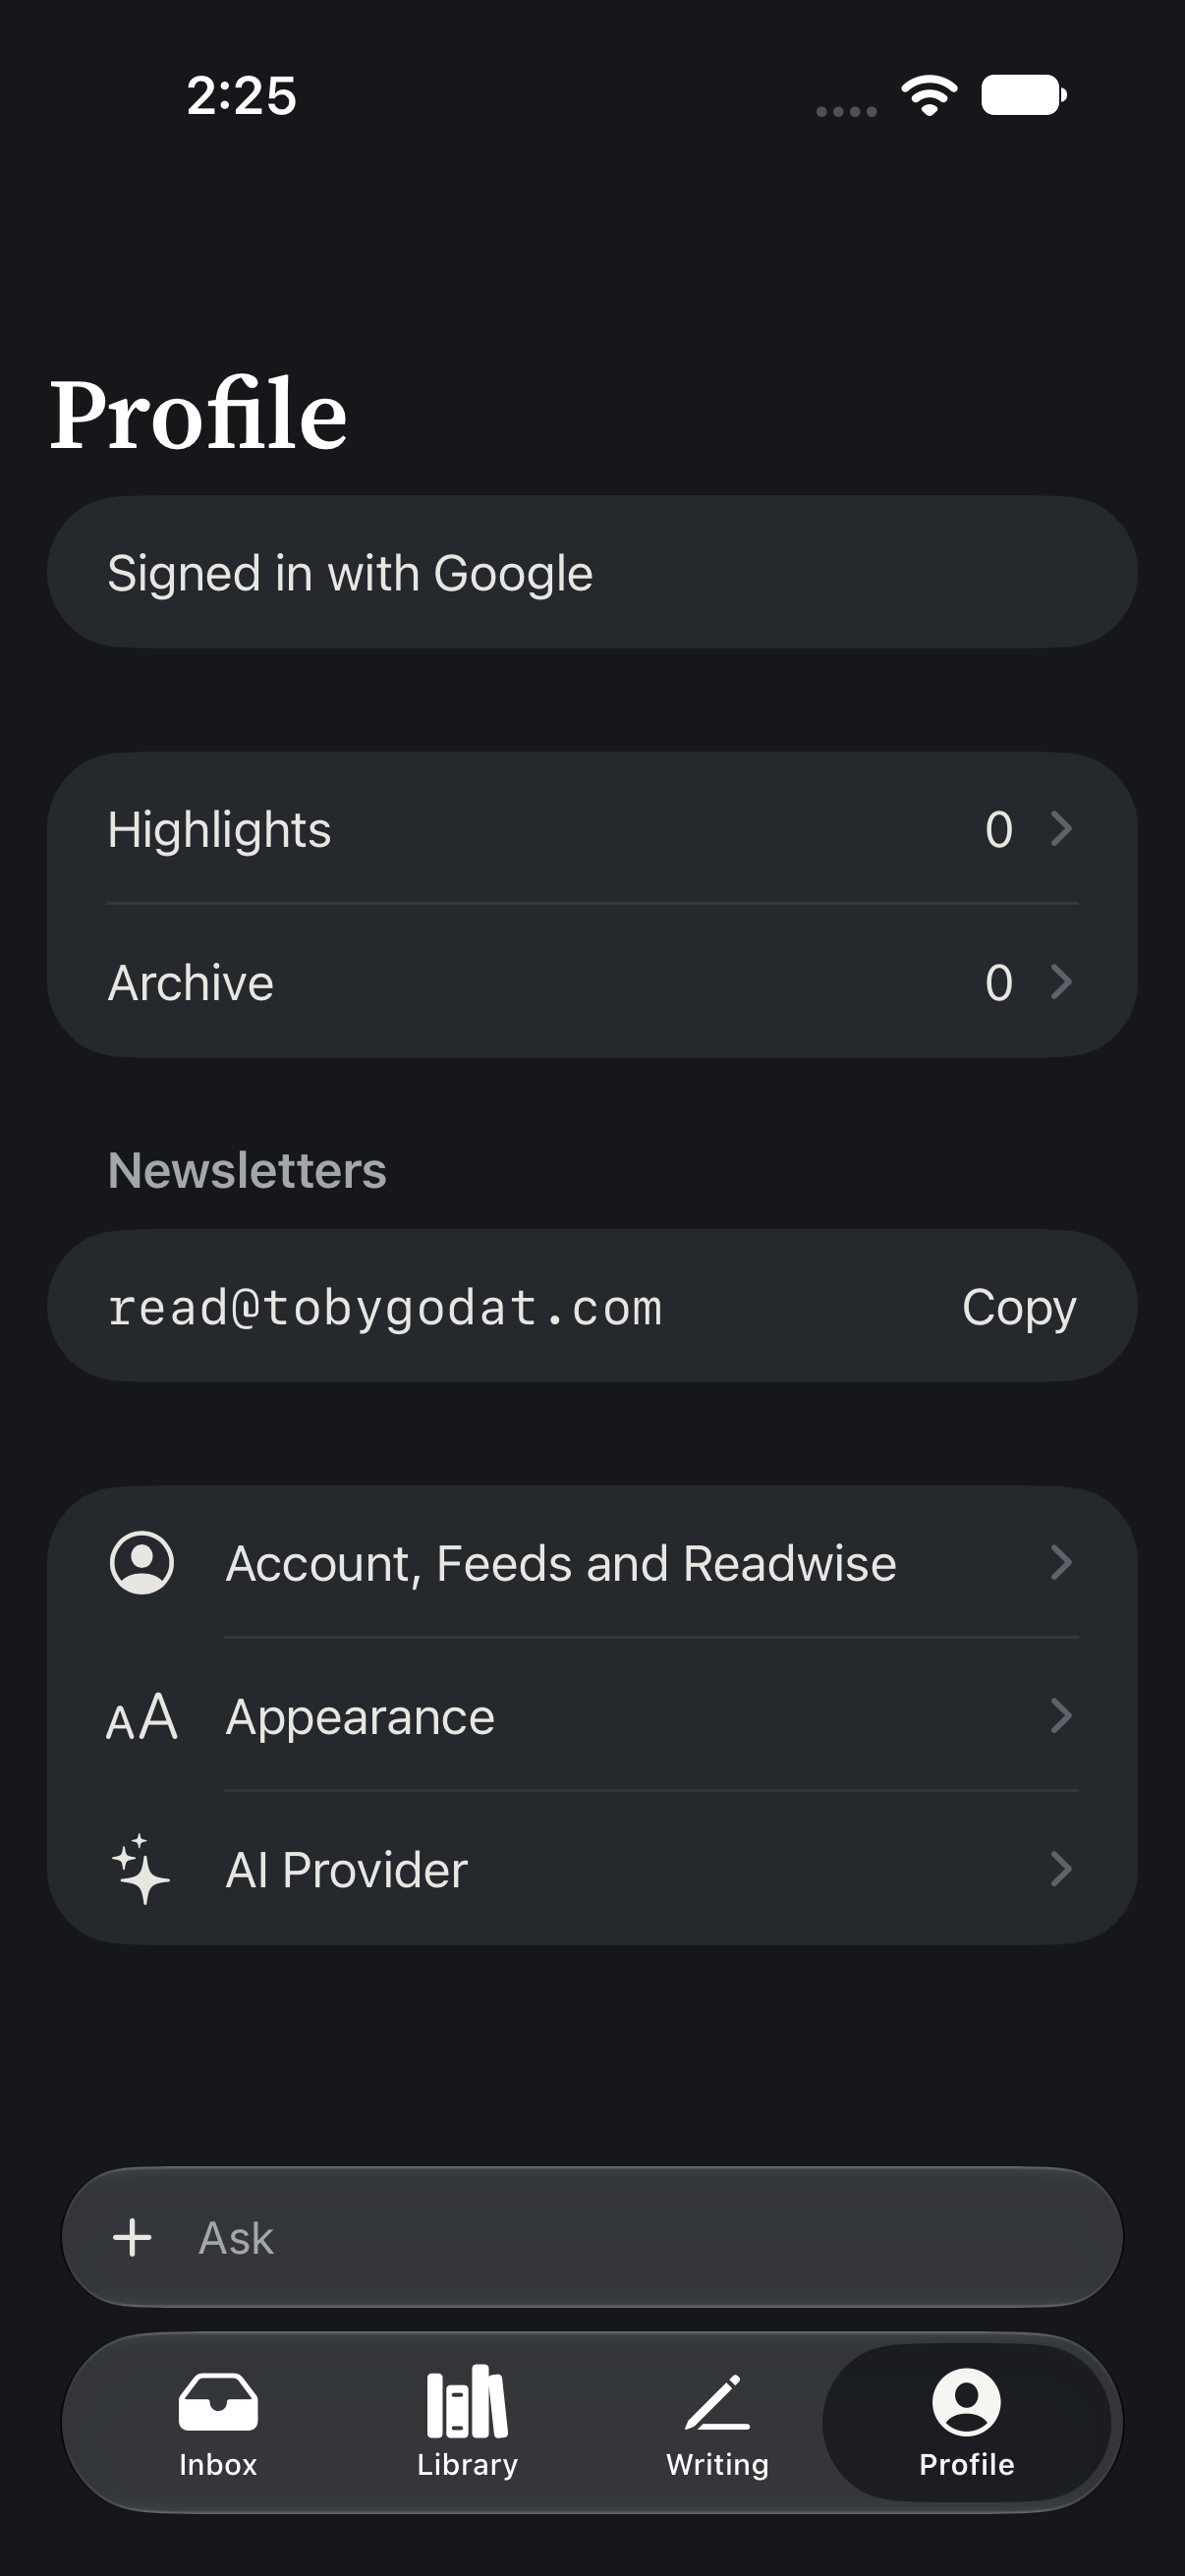 2:25
Profile
Signed in with Google
Highlights 0
Archive 0
Newsletters
read@tobygodat.com Copy
Account, Feeds and Readwise
AA Appearance
AI Provider
Ask
Inbox Library Writing Profile